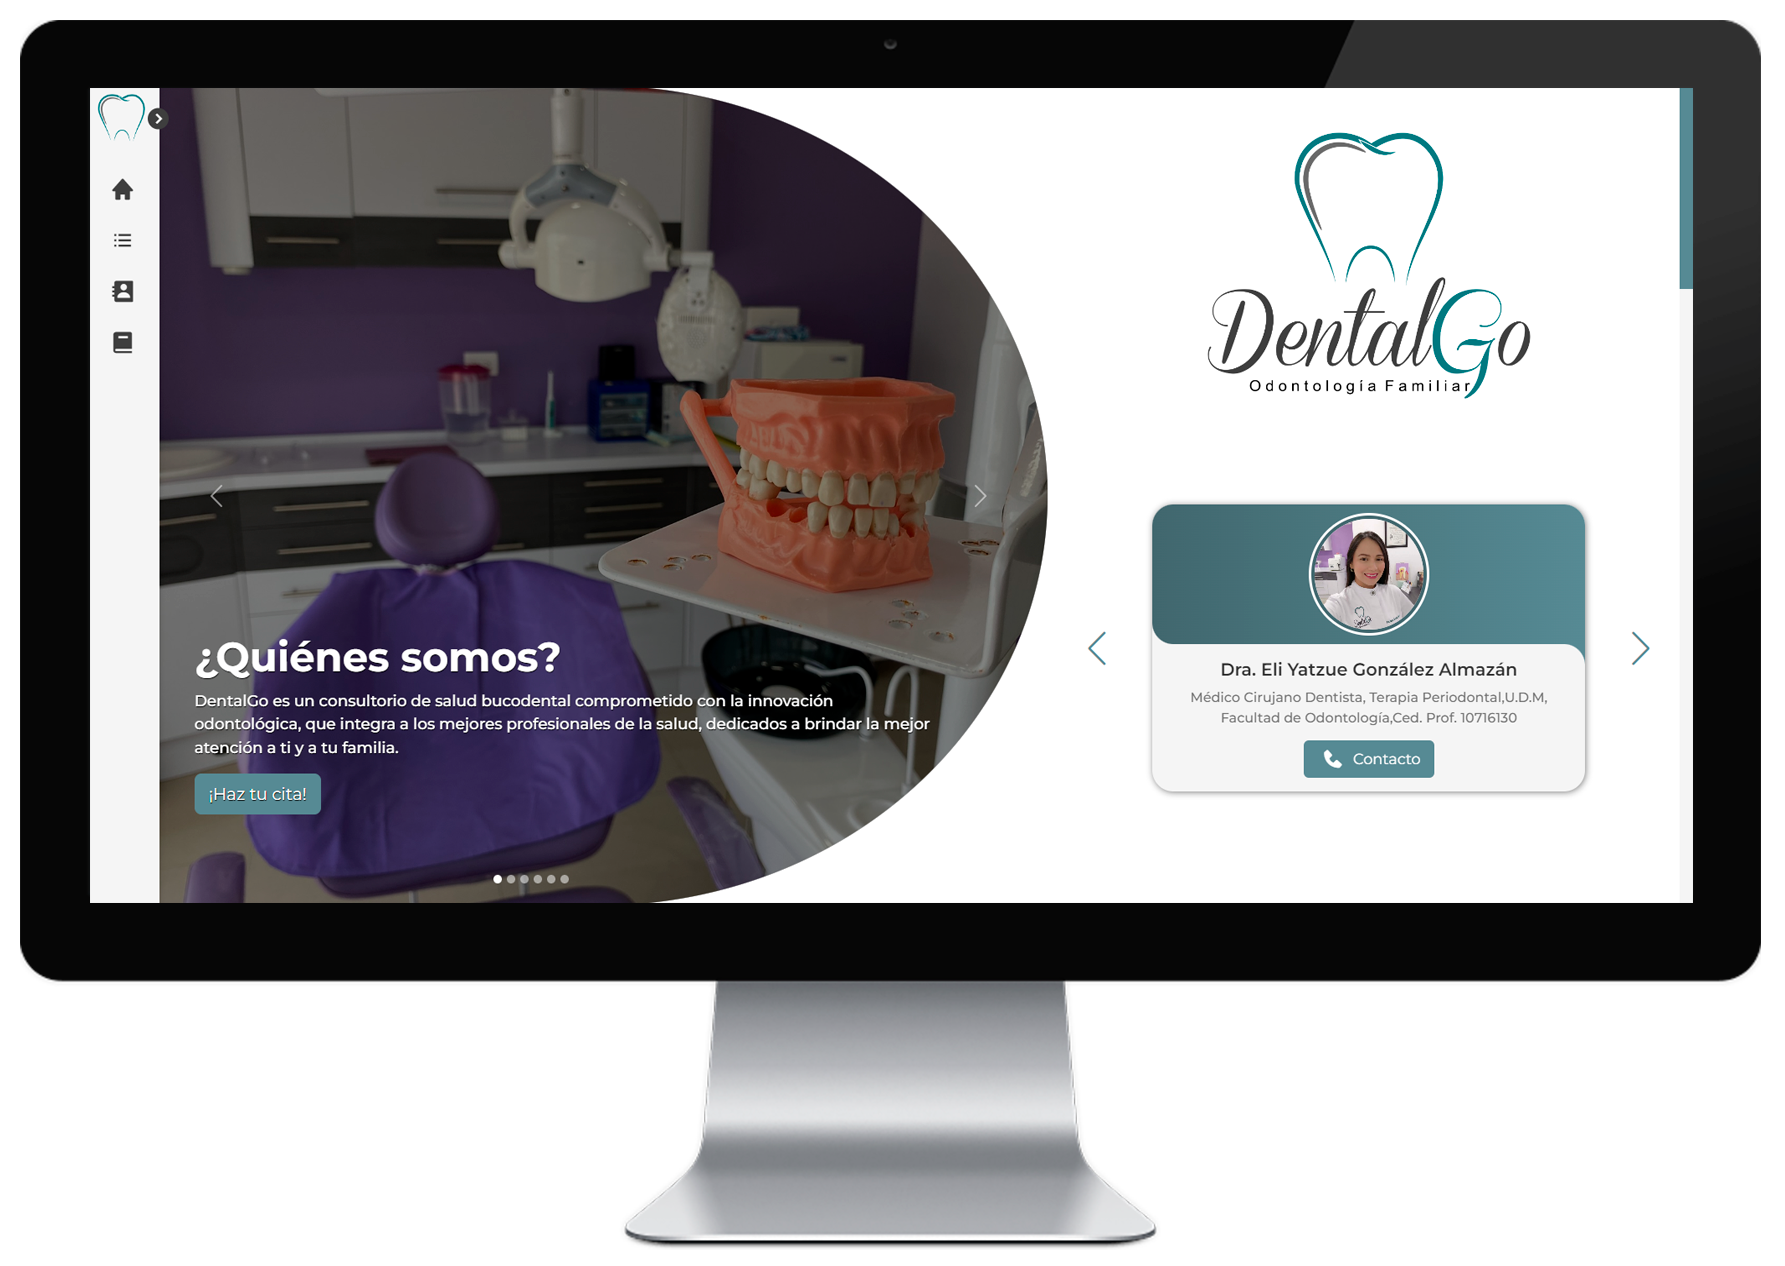 ¿Quiénes somos?
DentalGo es un consultorio de salud bucodental comprometido con la innovación
odontológica, que integra a los mejores profesionales de la salud, dedicados a brindar la mejor
atención a ti y a tu familia.
¡Haz tu cita!
DentalGo
Odontología Familiar
Dra. Eli Yatzue González Almazán
Médico Cirujano Dentista, Terapia Periodontal,U.D.M,
Facultad de Odontología,Ced. Prof. 10716130
Contacto